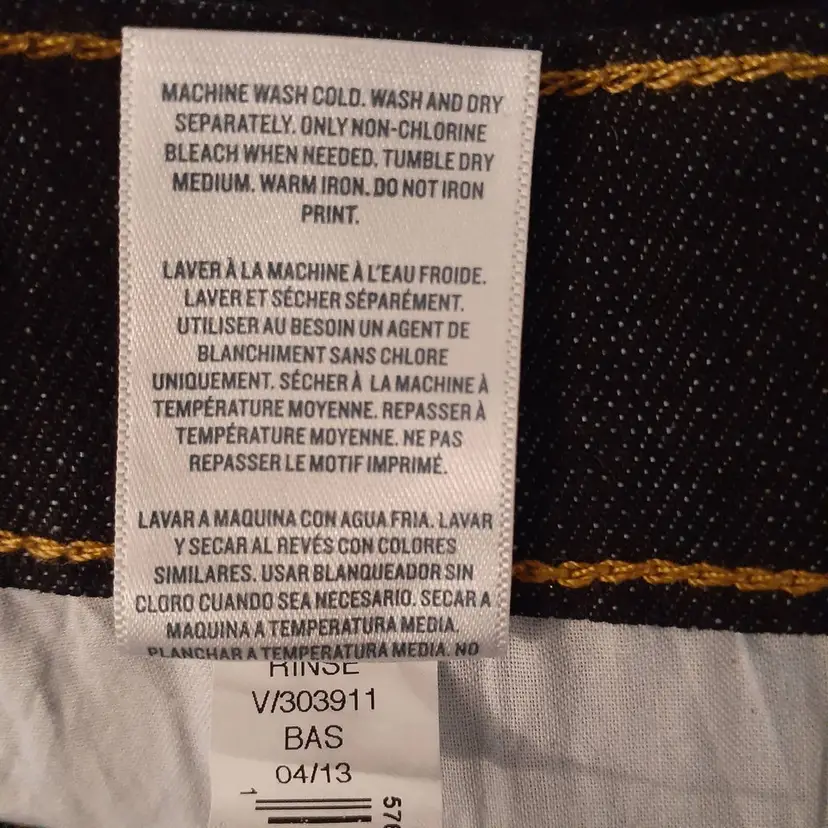 MACHINE WASH COLD. WASH AND DRY
SEPARATELY. ONLY NON-CHLORINE
BLEACH WHEN NEEDED. TUMBLE DRY
MEDIUM. WARM IRON. DO NOT IRON
PRINT.
LAVER À LA MACHINE À L'EAU FROIDE.
LAVER ET SÉCHER SÉPARÉMENT.
UTILISER AU BESOIN UN AGENT DE
BLANCHIMENT SANS CHLORE
UNIQUEMENT. SÉCHER À LA MACHINE À
TEMPÉRATURE MOYENNE. REPASSER À
TEMPÉRATURE MOYENNE. NE PAS
REPASSER LE MOTIF IMPRIMÉ.
LAVAR A MAQUINA CON AGUA FRIA. LAVAR
Y SECAR AL REVÉS CON COLORES
SIMILARES. USAR BLANQUEADOR SIN
CLORO CUANDO SEA NECESARIO. SECAR A
MAQUINA A TEMPERATURA MEDIA.
PLANCHAR A TEMPERATURA MEDIA. NO
RINSE
V/303911
BAS
04/13
1